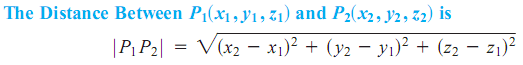 The Distance Between P₁(x₁, y₁, z₁) and P₂(x₂, y₂, z₂) is
|P₁P₂| = √(x₂ − x₁)² + (y₂ − y₁)² + (z₂ − z₁)²